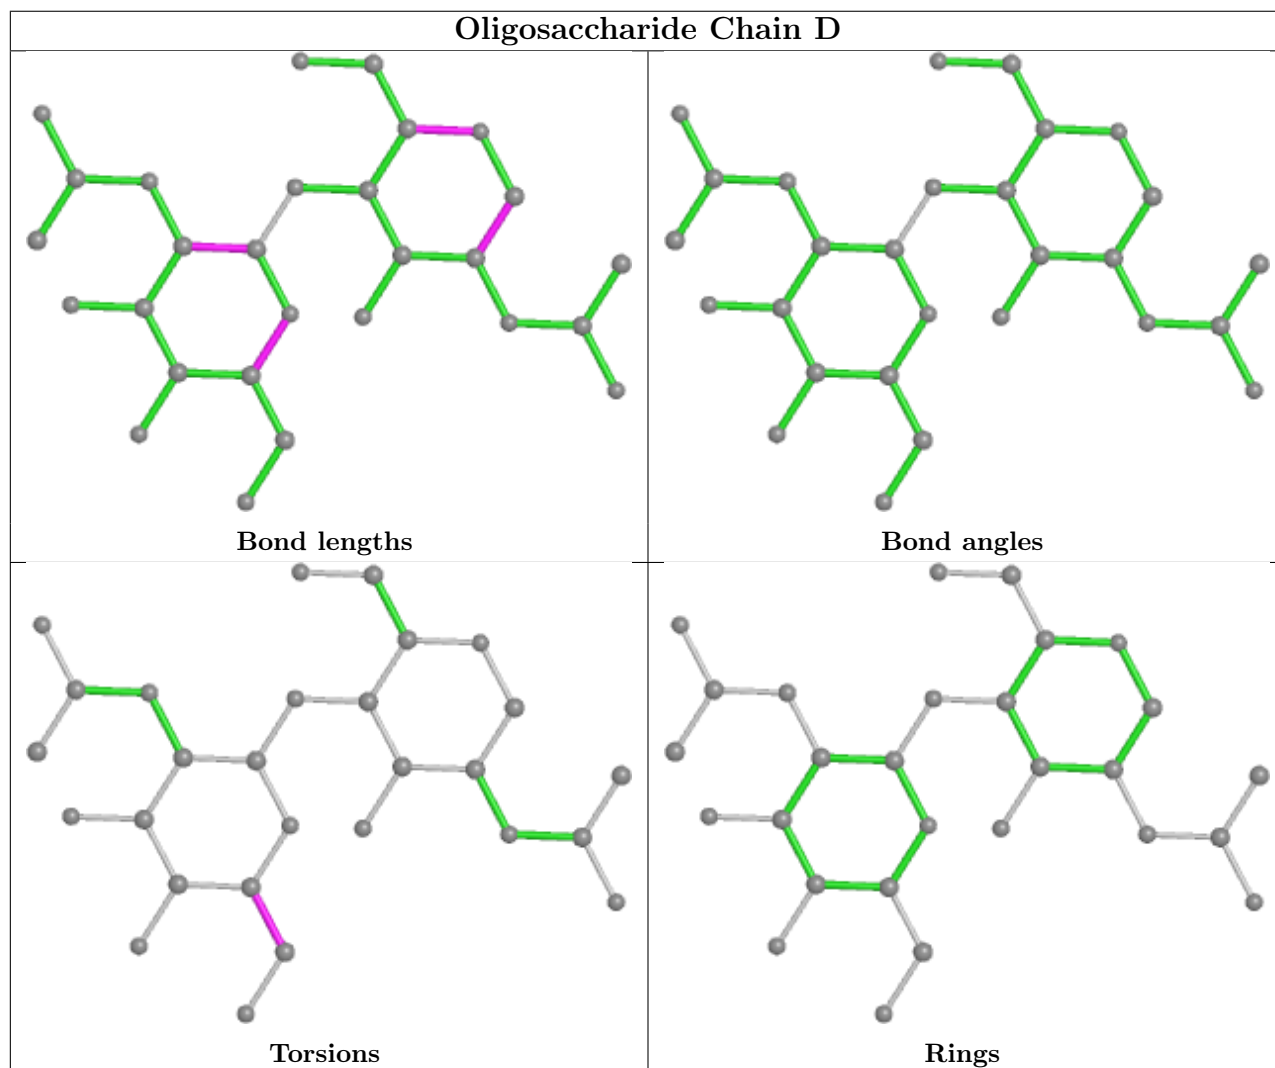 Oligosaccharide Chain D
Bond lengths
Bond angles
Torsions
Rings